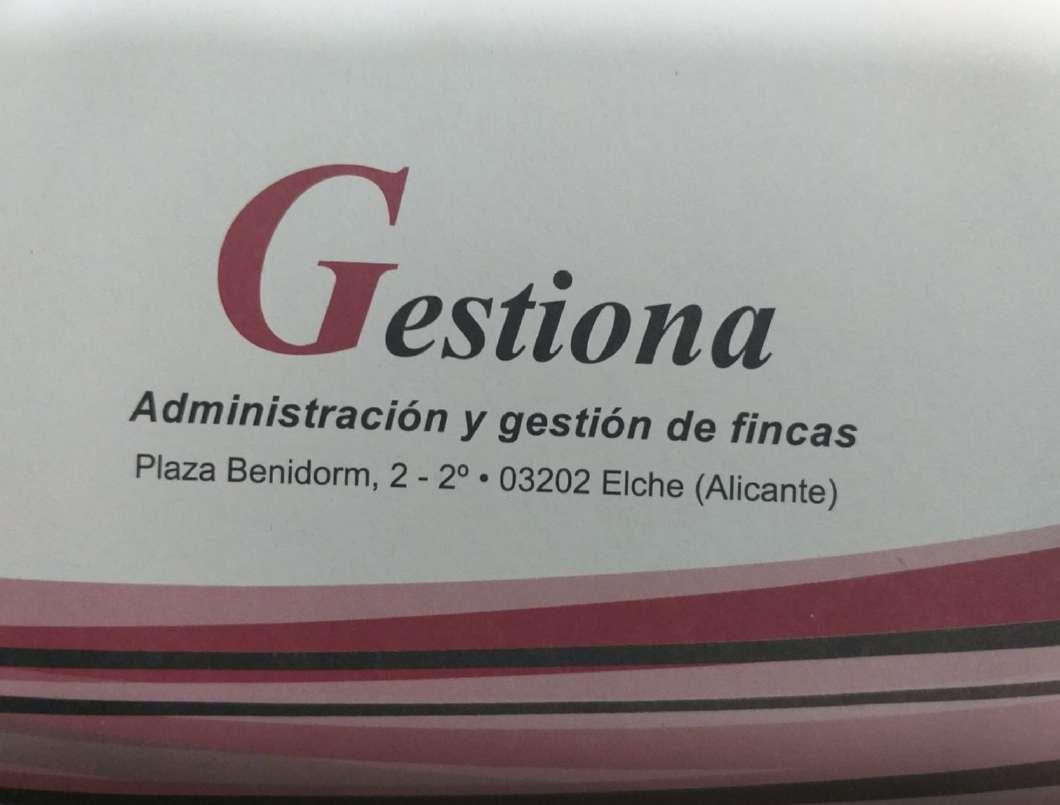 Gestiona
Administración y gestión de fincas
Plaza Benidorm, 2 - 2º • 03202 Elche (Alicante)